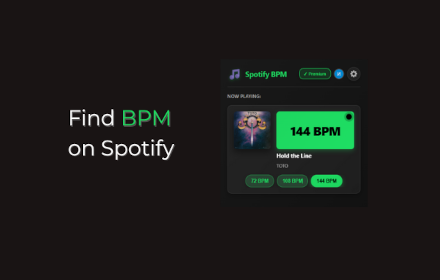 Find BPM
on Spotify
Spotify BPM
✓ Premium
NOW PLAYING:
144 BPM
Hold the Line
TOTO
72 BPM
108 BPM
144 BPM